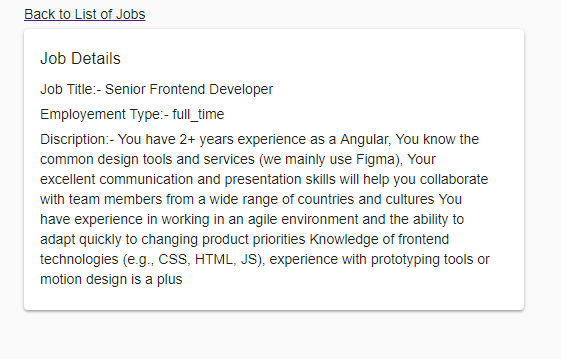 Back to List of Jobs
Job Details
Job Title:- Senior Frontend Developer
Employement Type:- full_time
Discription:- You have 2+ years experience as a Angular, You know the
common design tools and services (we mainly use Figma), Your
excellent communication and presentation skills will help you collaborate
with team members from a wide range of countries and cultures You
have experience in working in an agile environment and the ability to
adapt quickly to changing product priorities Knowledge of frontend
technologies (e.g., CSS, HTML, JS), experience with prototyping tools or
motion design is a plus